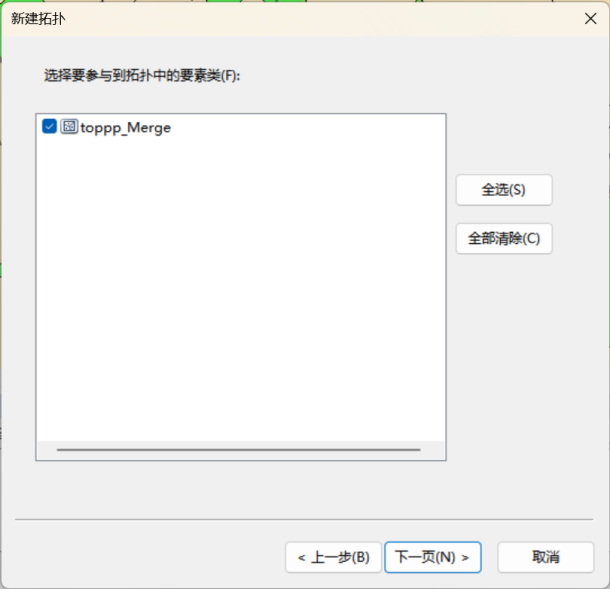 新建拓扑
选择要参与到拓扑中的要素类(F):
toppp_Merge
全选(S)
全部清除(C)
< 上一步(B)
下一页(N) >
取消